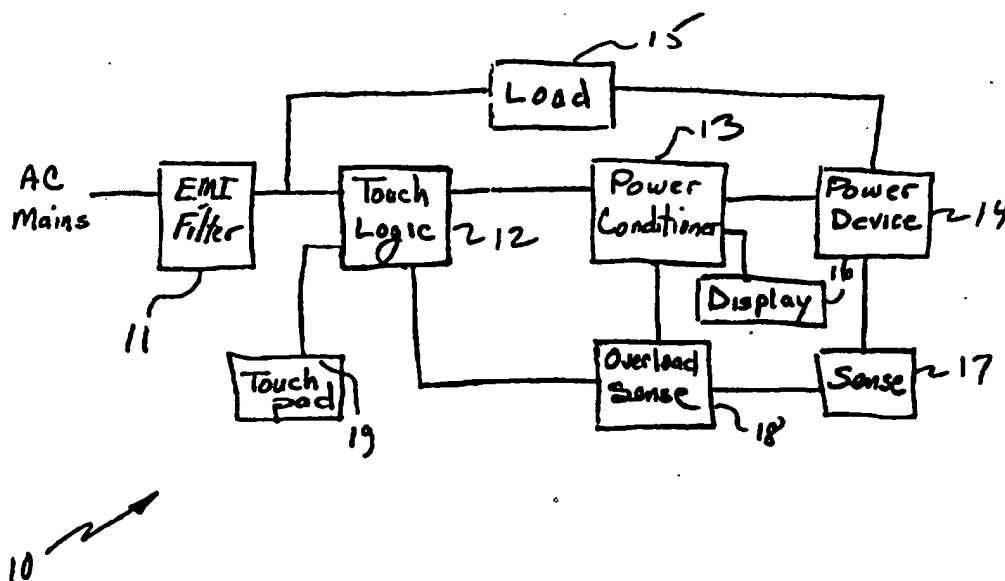 15
Load
13
AC
Mains
EMI
Filter
Touch
Logic
12
Power
Conditioner
Power
Device
14
11
16
Display
Touch
pad
19
Overload
Sense
18
Sense
17
10